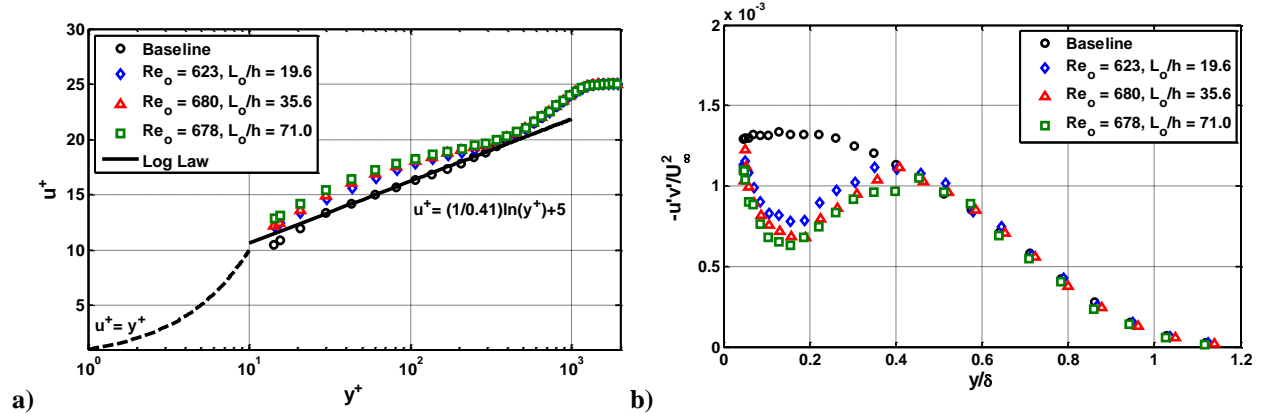 30
25
20
15
10
5
u+
Baseline
Reo = 623, Lo/h = 19.6
Reo = 680, Lo/h = 35.6
Reo = 678, Lo/h = 71.0
Log Law
u+= (1/0.41)ln(y+)+5
u+= y+
10^0
10^1
10^2
10^3
y+
a)
2 x 10^-3
1.5
1
0.5
0
-u'v'/U^2_∞
Baseline
Reo = 623, Lo/h = 19.6
Reo = 680, Lo/h = 35.6
Reo = 678, Lo/h = 71.0
0
0.2
0.4
0.6
0.8
1
1.2
y/δ
b)